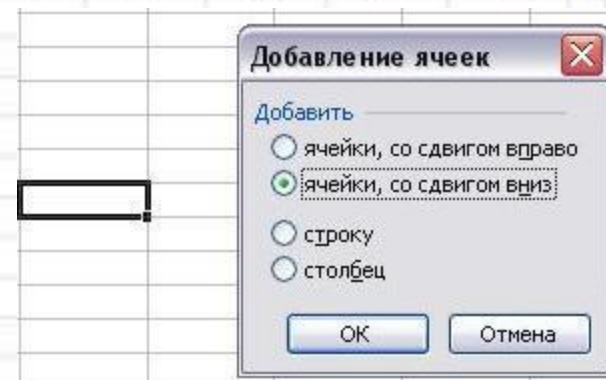 Добавление ячеек
Добавить
ячейки, со сдвигом вправо
ячейки, со сдвигом вниз
строку
столбец
ОК
Отмена